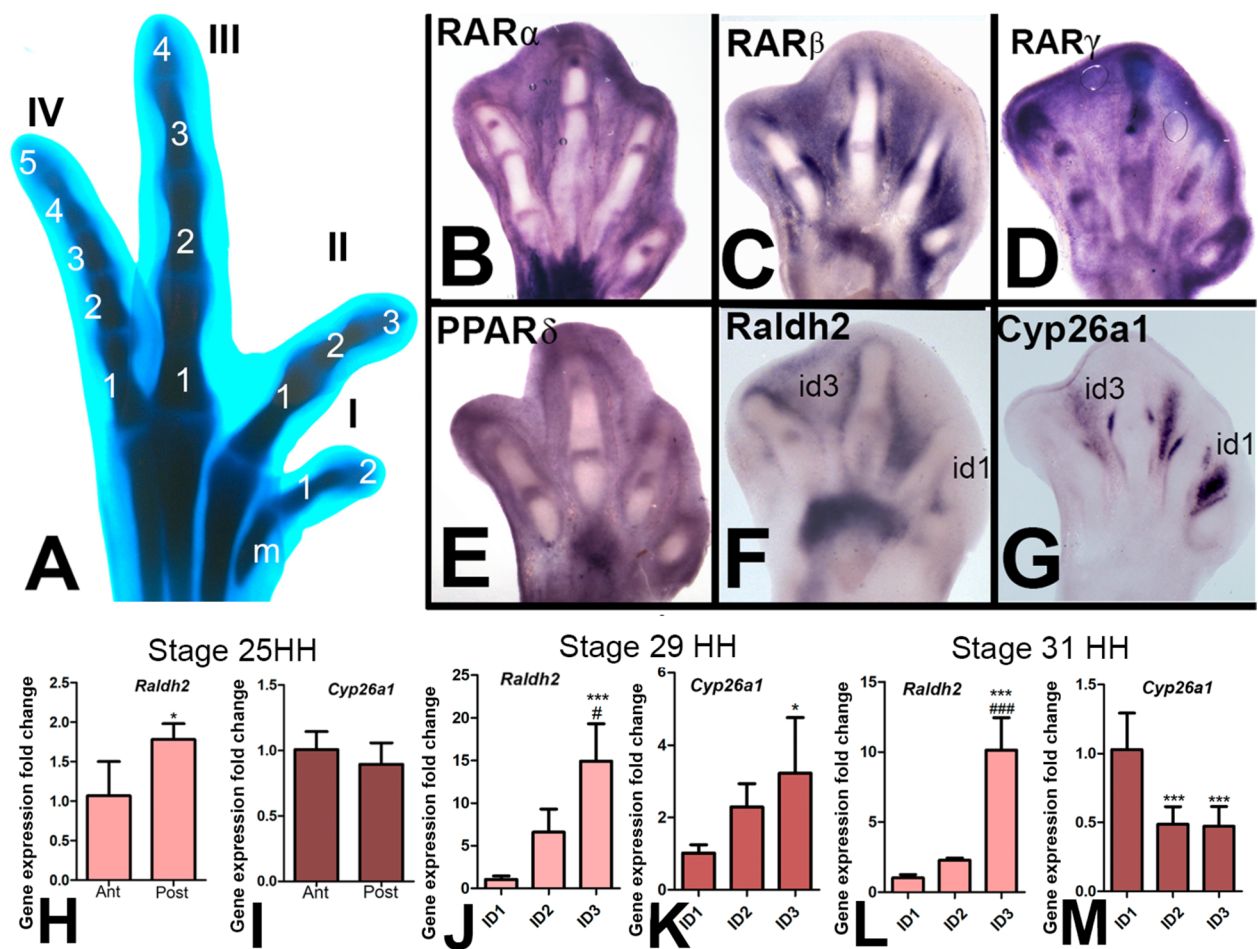 III
4
IV
3
5
4
3
2
2
II
3
2
1
1
1
I
2
1
m
A
RARα
B
RARβ
C
RARγ
D
PPARδ
E
Raldh2
id3
id1
F
Cyp26a1
id3
id1
G
Stage 25HH
Stage 29 HH
Stage 31 HH
Gene expression fold change
2.5
2.0
1.5
1.0
0.5
0.0
Raldh2
*
Ant
Post
H
Gene expression fold change
1.5
1.0
0.5
0.0
Cyp26a1
Ant
Post
I
Gene expression fold change
25
20
15
10
5
0
Raldh2
***
#
ID1
ID2
ID3
J
Gene expression fold change
6
4
2
0
Cyp26a1
*
ID1
ID2
ID3
K
Gene expression fold change
15
10
5
0
Raldh2
***
###
ID1
ID2
ID3
L
Gene expression fold change
1.5
1.0
0.5
0.0
Cyp26a1
***
***
ID1
ID2
ID3
M